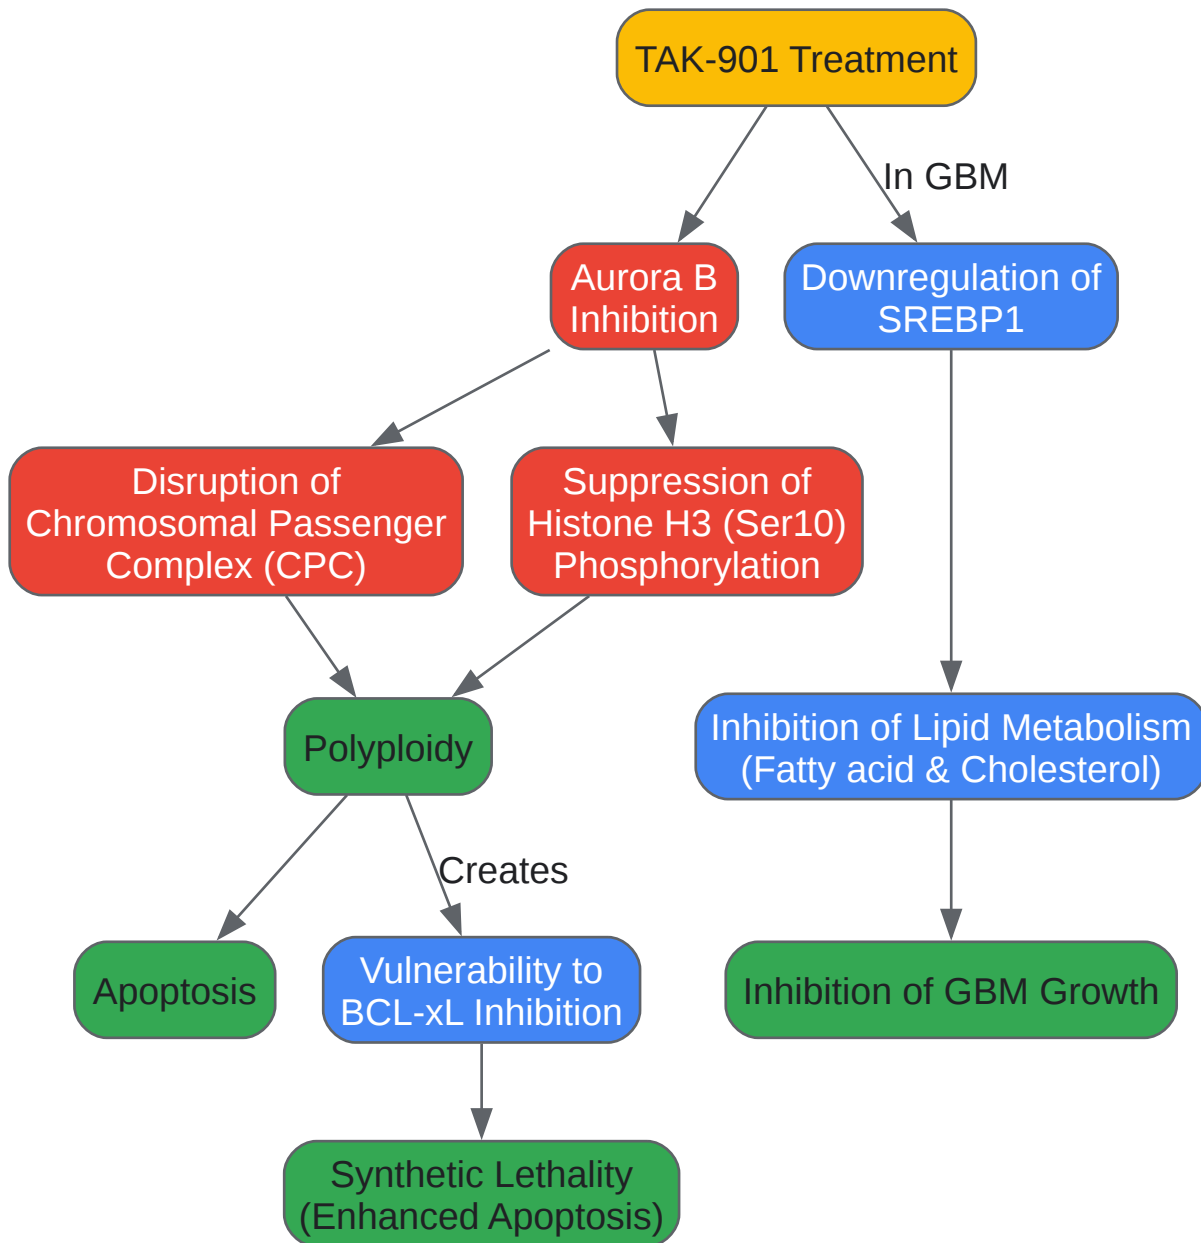 TAK-901 Treatment
In GBM
Aurora B
Inhibition
Downregulation of
SREBP1
Disruption of
Chromosomal Passenger
Complex (CPC)
Suppression of
Histone H3 (Ser10)
Phosphorylation
Polyploidy
Inhibition of Lipid Metabolism
(Fatty acid & Cholesterol)
Creates
Apoptosis
Vulnerability to
BCL-xL Inhibition
Inhibition of GBM Growth
Synthetic Lethality
(Enhanced Apoptosis)